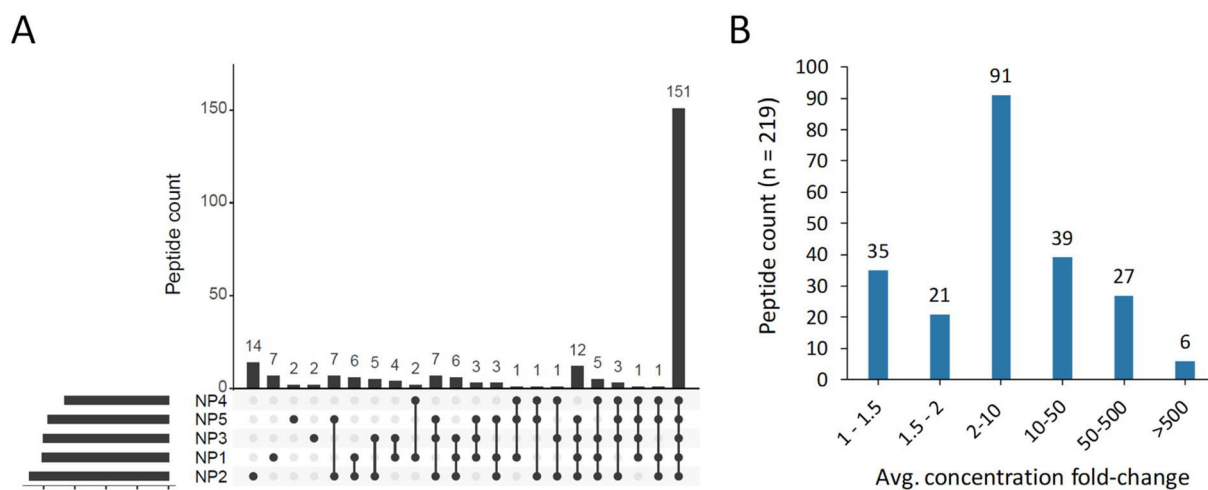 A
Peptide count
150
100
50
0
14 7 2 2 7 6 5 4 2 7 6 3 3 1 1 1 12 5 3 1 1 151
NP4
NP5
NP3
NP1
NP2
B
Peptide count (n = 219)
100
90
80
70
60
50
40
30
20
10
0
35 21 91 39 27 6
1 - 1.5
1.5 - 2
2-10
10-50
50-500
>500
Avg. concentration fold-change